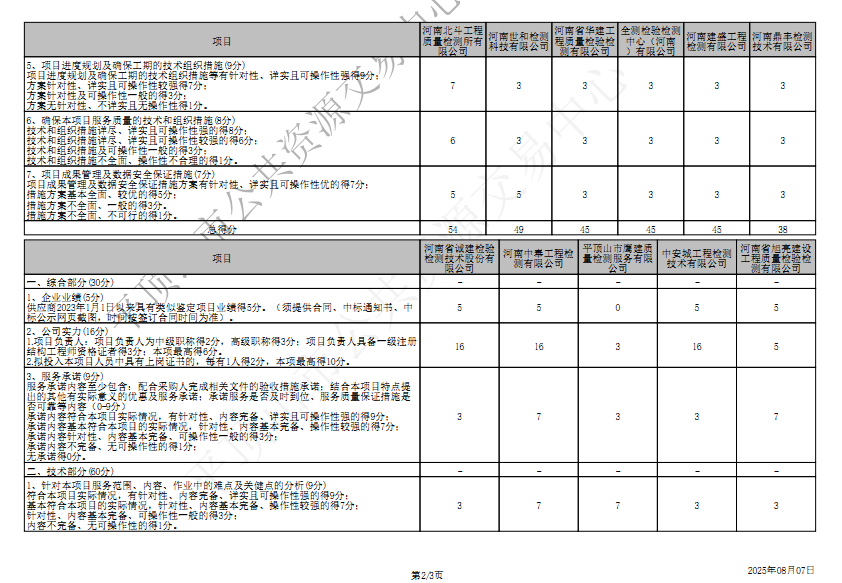 项目
河南北斗工程
质量检测所有
限公司
河南世和检测
科技有限公司
河南省华建工
程质量检验检
测有限公司
全测检验检测
中心（河南
）有限公司
河南建盛工程
检测有限公司
河南鼎丰检测
技术有限公司
5、项目进度规划及确保工期的技术组织措施(9分)
项目进度规划及确保工期的技术组织措施等有针对性、详实且可操作性强得9分；
方案针对性、详实且可操作性较强得7分；
方案针对性及可操作性一般的得3分；
方案无针对性、不详实且无操作性得1分。
7 3 3 3 3 3
6、确保本项目服务质量的技术和组织措施(8分)
技术和组织措施详尽、详实且可操作性强的得8分；
技术和组织措施详尽、详实且可操作性较强的得6分；
技术和组织措施及可操作性一般的得3分；
技术和组织措施不全面、操作性不合理的得1分。
6 3 3 3 3 3
7、项目成果管理及数据安全保证措施(7分)
项目成果管理及数据安全保证措施方案有针对性、详实且可操作性优的得7分；
措施方案基本全面、较优的得5分；
措施方案不全面、一般的得3分。
措施方案不全面、不可行的得1分。
5 5 3 3 3 3
总得分 54 49 45 45 45 38
项目
河南省诚建检验
检测技术股份有
限公司
河南中泰工程检
测有限公司
平顶山市鹰建质
量检测服务有限
公司
中安城工程检测
技术有限公司
河南省旭亮建设
工程质量检验检
测有限公司
一、综合部分(30分) - - - - -
1、企业业绩(5分)
供应商2023年1月1日以来具有类似鉴定项目业绩得5分。（须提供合同、中标通知书、中
标公示网页截图，时间按签订合同时间为准）。
5 5 0 5 5
2、公司实力(16分)
1.项目负责人：项目负责人为中级职称得2分，高级职称得3分；项目负责人具备一级注册
结构工程师资格证者得3分；本项最高得6分。
2.拟投入本项目人员中具有上岗证书的，每有1人得2分，本项最高得10分。
16 16 3 16 5
3、服务承诺(9分)
服务承诺内容至少包含：配合采购人完成相关文件的验收措施承诺；结合本项目特点提
出的其他有实际意义的优惠及服务承诺；承诺服务是否及时到位、服务质量保证措施是
否可靠等内容（0-9分）
承诺内容符合本项目实际情况，有针对性、内容完备、详实且可操作性强的得9分；
承诺内容基本符合本项目的实际情况，针对性、内容基本完备、操作性较强的得7分；
承诺内容针对性、内容基本完备、可操作性一般的得3分；
承诺内容不完备、无可操作性的得1分；
无承诺得0分。
3 7 3 3 7
二、技术部分(60分) - - - - -
1、针对本项目服务范围、内容、作业中的难点及关健点的分析(9分)
符合本项目实际情况，有针对性、内容完备、详实且可操作性强的得9分；
基本符合本项目的实际情况，针对性、内容基本完备、操作性较强的得7分；
针对性、内容基本完备、可操作性一般的得3分；
内容不完备、无可操作性的得1分。
3 7 7 3 3
第2/3页
2025年08月07日